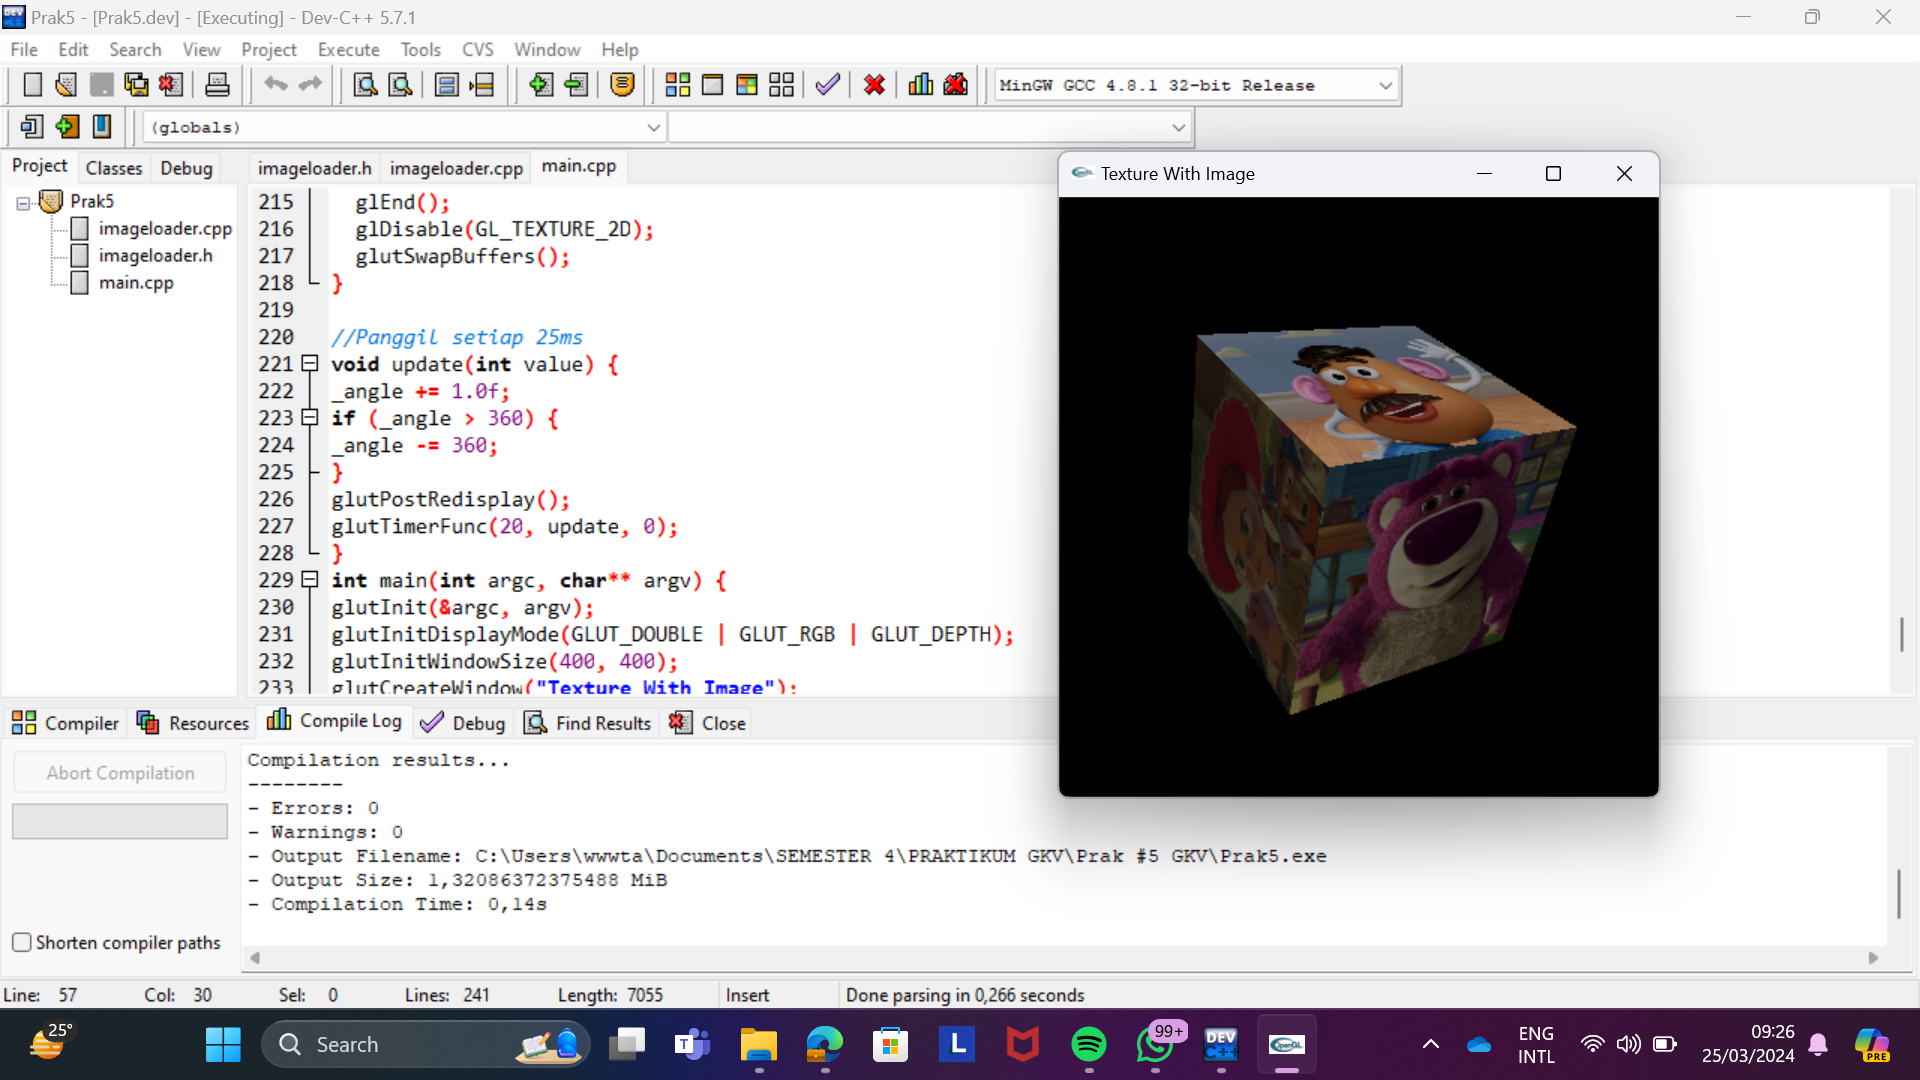 Prak5 - [Prak5.dev] - [Executing] - Dev-C++ 5.7.1
File Edit Search View Project Execute Tools CVS Window Help
MinGW GCC 4.8.1 32-bit Release
(globals)
Project Classes Debug
imageloader.h imageloader.cpp main.cpp
Prak5
imageloader.cpp
imageloader.h
main.cpp
215 glEnd();
216 glDisable(GL_TEXTURE_2D);
217 glutSwapBuffers();
218 }
219
220 //Panggil setiap 25ms
221 void update(int value) {
222 _angle += 1.0f;
223 if (_angle > 360) {
224 _angle -= 360;
225 }
226 glutPostRedisplay();
227 glutTimerFunc(20, update, 0);
228 }
229 int main(int argc, char** argv) {
230 glutInit(&argc, argv);
231 glutInitDisplayMode(GLUT_DOUBLE | GLUT_RGB | GLUT_DEPTH);
232 glutInitWindowSize(400, 400);
233 glutCreateWindow("Texture With Image");
Texture With Image
Compiler Resources Compile Log Debug Find Results Close
Abort Compilation
Shorten compiler paths
Compilation results...
--------
- Errors: 0
- Warnings: 0
- Output Filename: C:\Users\wwwta\Documents\SEMESTER 4\PRAKTIKUM GKV\Prak #5 GKV\Prak5.exe
- Output Size: 1,32086372375488 MiB
- Compilation Time: 0,14s
Line: 57 Col: 30 Sel: 0 Lines: 241 Length: 7055 Insert Done parsing in 0,266 seconds
25°
Search
T
L
99+
DEV
C++
OpenGL
ENG
INTL
09:26
25/03/2024
PRE